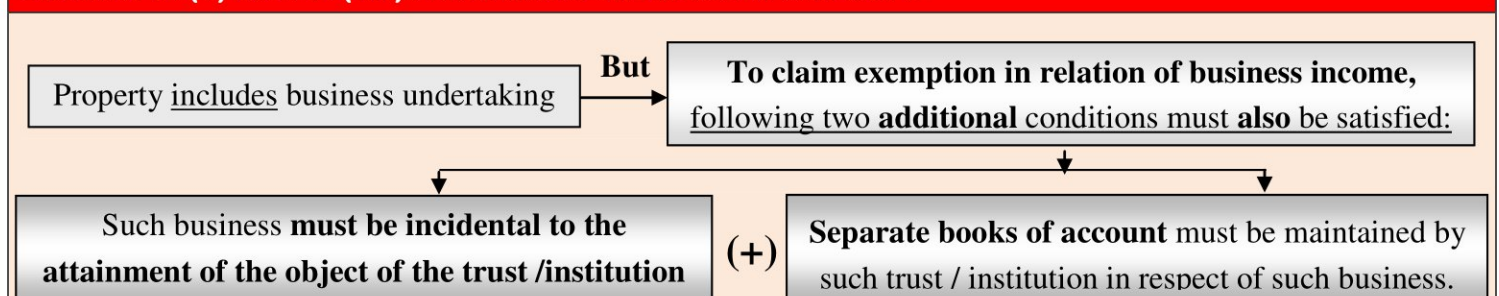 Property includes business undertaking
But
To claim exemption in relation of business income,
following two additional conditions must also be satisfied:
Such business must be incidental to the
attainment of the object of the trust /institution
(+)
Separate books of account must be maintained by
such trust / institution in respect of such business.